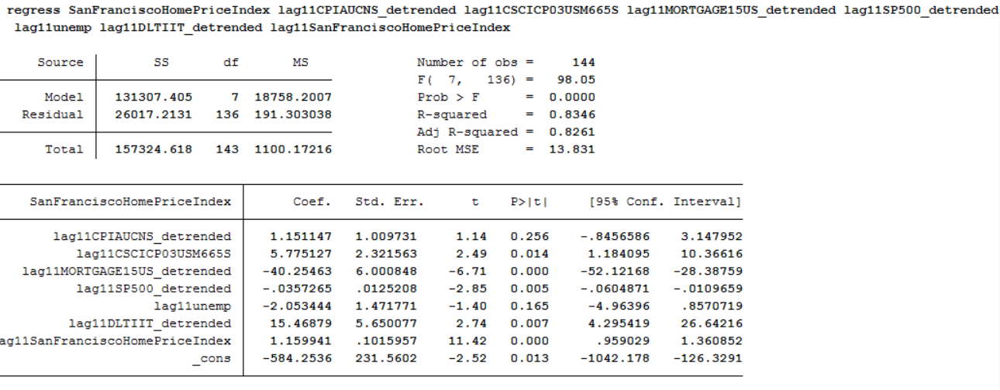 regress SanFranciscoHomePriceIndex lag11CPIAUCNS_detrended lag11CSCICP03USM665S lag11MORTGAGE15US_detrended lag11SP500_detrended
lag11unemp lag11DLTIIT_detrended lag11SanFranciscoHomePriceIndex
Source SS df MS Number of obs = 144
F( 7, 136) = 98.05
Model 131307.405 7 18758.2007 Prob > F = 0.0000
Residual 26017.2131 136 191.303038 R-squared = 0.8346
Adj R-squared = 0.8261
Total 157324.618 143 1100.17216 Root MSE = 13.831
SanFranciscoHomePriceIndex Coef. Std. Err. t P>|t| [95% Conf. Interval]
lag11CPIAUCNS_detrended 1.151147 1.009731 1.14 0.256 -.8456586 3.147952
lag11CSCICP03USM665S 5.775127 2.321563 2.49 0.014 1.184095 10.36616
lag11MORTGAGE15US_detrended -40.25463 6.000848 -6.71 0.000 -52.12168 -28.38759
lag11SP500_detrended -.0357265 .0125208 -2.85 0.005 -.0604871 -.0109659
lag11unemp -2.053444 1.471771 -1.40 0.165 -4.96396 .8570719
lag11DLTIIT_detrended 15.46879 5.650077 2.74 0.007 4.295419 26.64216
ag11SanFranciscoHomePriceIndex 1.159941 .1015957 11.42 0.000 .959029 1.360852
_cons -584.2536 231.5602 -2.52 0.013 -1042.178 -126.3291